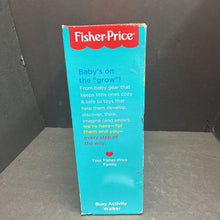 Fisher-Price®
Baby's on
the "grow"!
From baby gear that
keeps little ones cozy
& safe to toys that
help them develop,
discover, think,
imagine (and smile!),
we're here—for
them and you—
every step of
the way!
Your Fisher-Price
Family
Busy Activity
Walker